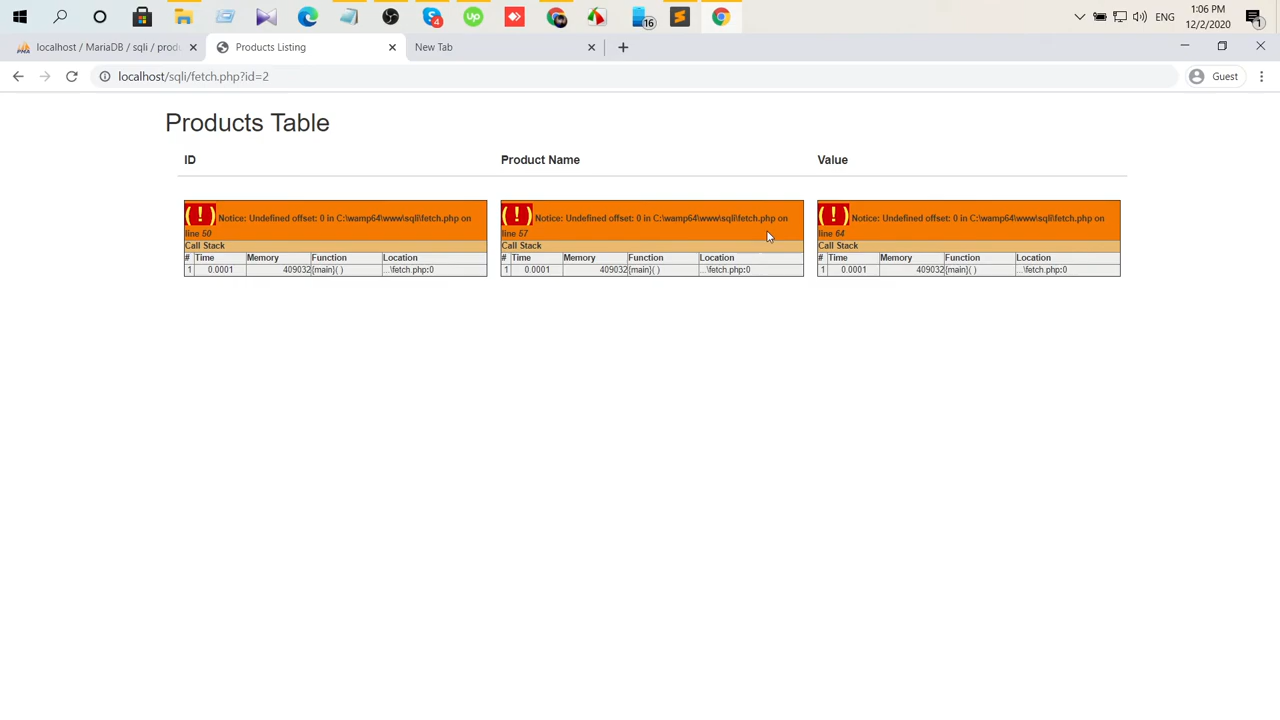 1:06 PM
ENG
12/2/2020
4
16
1
localhost / MariaDB / sqli / produ
Products Listing
New Tab
localhost/sqli/fetch.php?id=2
Guest
Products Table
ID Product Name Value
( ! ) Notice: Undefined offset: 0 in C:\wamp64\www\sqli\fetch.php on
line 50
Call Stack
# Time Memory Function Location
1 0.0001 409032 {main}( ) ...\fetch.php:0
( ! ) Notice: Undefined offset: 0 in C:\wamp64\www\sqli\fetch.php on
line 57
Call Stack
# Time Memory Function Location
1 0.0001 409032 {main}( ) ...\fetch.php:0
( ! ) Notice: Undefined offset: 0 in C:\wamp64\www\sqli\fetch.php on
line 64
Call Stack
# Time Memory Function Location
1 0.0001 409032 {main}( ) ...\fetch.php:0